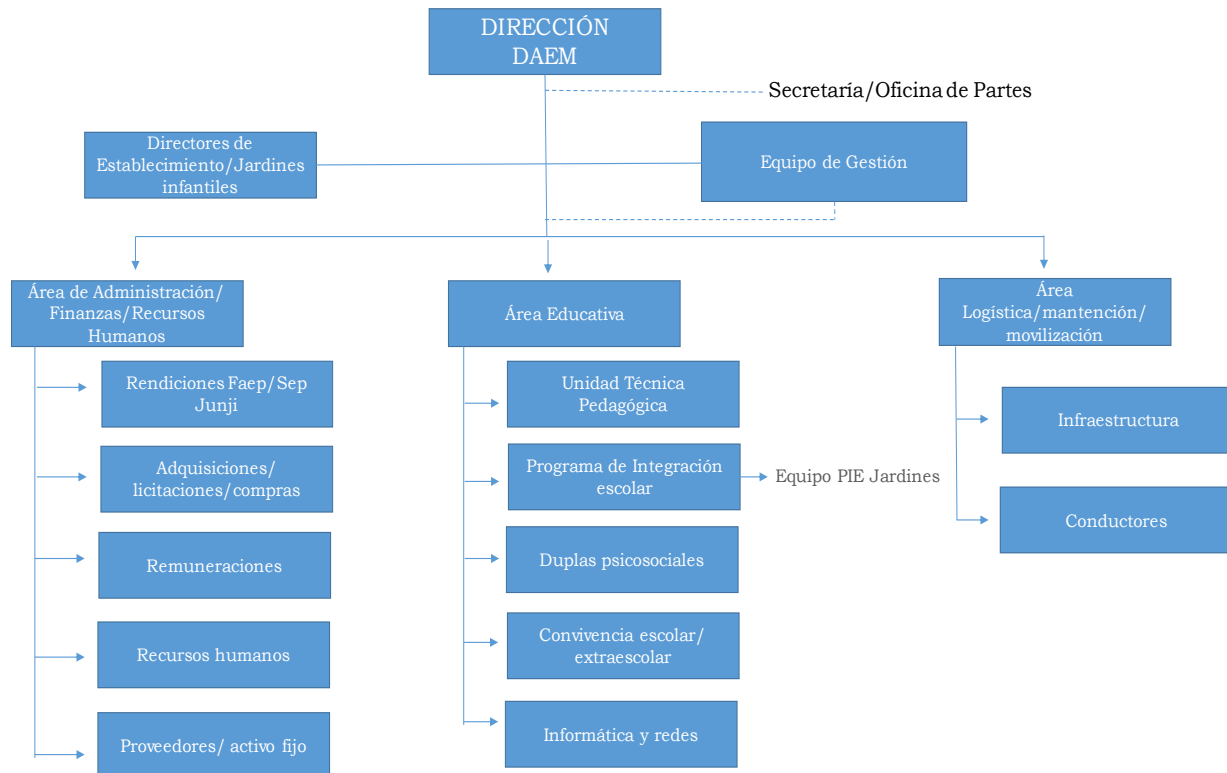 DIRECCIÓN
DAEM
Secretaría/Oficina de Partes
Directores de
Establecimiento/Jardines
infantiles
Equipo de Gestión
Área de Administración/
Finanzas/Recursos
Humanos
Área Educativa
Área
Logística/mantención/
movilización
Rendiciones Faep/Sep
Junji
Adquisiciones/
licitaciones/compras
Remuneraciones
Recursos humanos
Proveedores/ activo fijo
Unidad Técnica
Pedagógica
Programa de Integración
escolar
Equipo PIE Jardines
Duplas psicosociales
Convivencia escolar/
extraescolar
Informática y redes
Infraestructura
Conductores